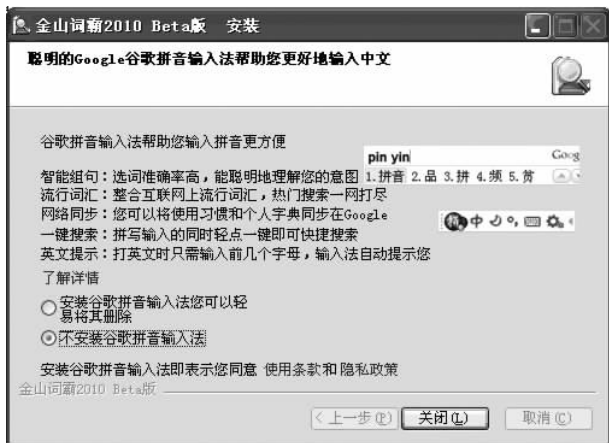 金山词霸2010 Beta版 安装
聪明的Google谷歌拼音输入法帮助您更好地输入中文
谷歌拼音输入法帮助您输入拼音更方便
pin yin Goog
1.拼音 2.品 3.拼 4.频 5.贫
智能组句：选词准确率高，能聪明地理解您的意图
流行词汇：整合互联网上流行词汇，热门搜索一网打尽
网络同步：您可以将使用习惯和个人字典同步在Google
中
一键搜索：拼写输入的同时轻点一键即可快捷搜索
英文提示：打英文时只需输入前几个字母，输入法自动提示您
了解详情
安装谷歌拼音输入法您可以轻
易将其删除
不安装谷歌拼音输入法
安装谷歌拼音输入法即表示您同意 使用条款和隐私政策
金山词霸2010 Beta版
<上一步(P) 关闭(L) 取消(C)